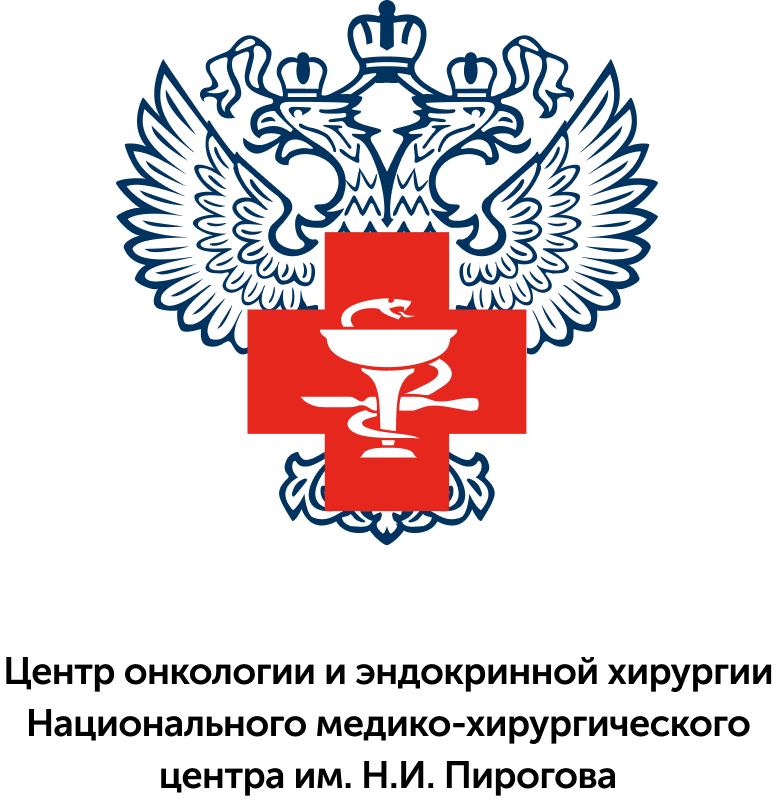 Центр онкологии и эндокринной хирургии
Национального медико-хирургического
центра им. Н.И. Пирогова